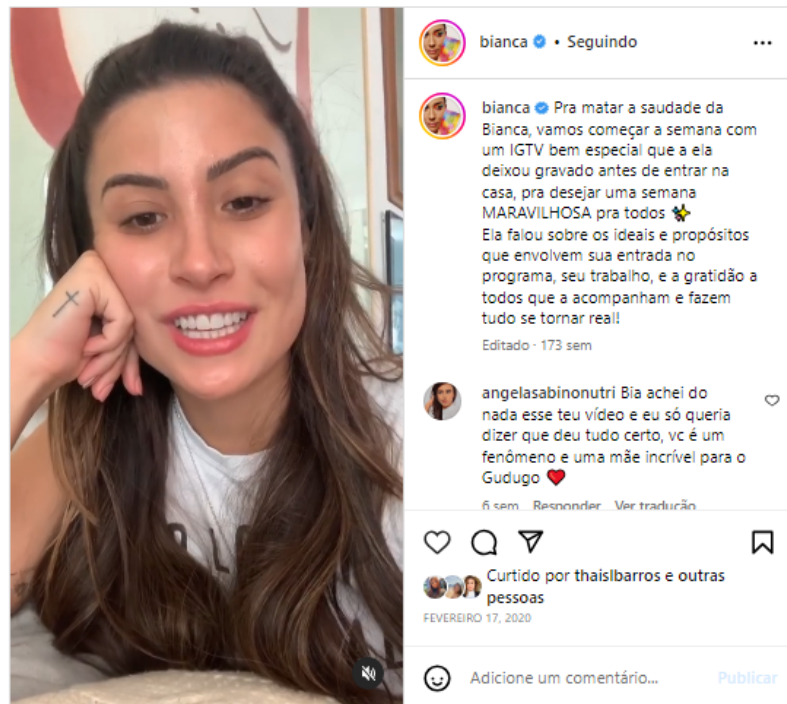 bianca • Seguindo
bianca Pra matar a saudade da
Bianca, vamos começar a semana com
um IGTV bem especial que a ela
deixou gravado antes de entrar na
casa, pra desejar uma semana
MARAVILHOSA pra todos ✨
Ela falou sobre os ideais e propósitos
que envolvem sua entrada no
programa, seu trabalho, e a gratidão a
todos que a acompanham e fazem
tudo se tornar real!
Editado · 173 sem
angelasabinonutri Bia achei do
nada esse teu vídeo e eu só queria
dizer que deu tudo certo, vc é um
fenômeno e uma mãe incrível para o
Gudugo ❤️
6 sem Responder Ver tradução
Curtido por thaislbarros e outras
pessoas
FEVEREIRO 17, 2020
Adicione um comentário... Publicar